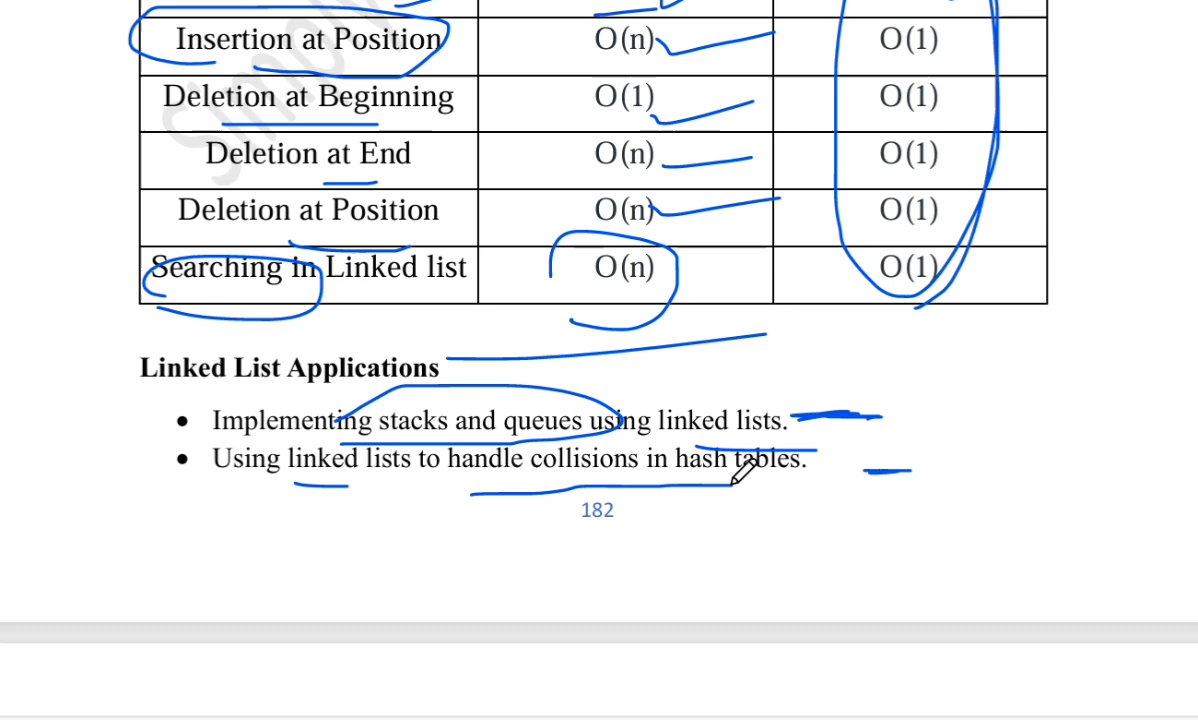 Insertion at Position O(n) O(1)
Deletion at Beginning O(1) O(1)
Deletion at End O(n) O(1)
Deletion at Position O(n) O(1)
Searching in Linked list O(n) O(1)
Linked List Applications
• Implementing stacks and queues using linked lists.
• Using linked lists to handle collisions in hash tables.
182